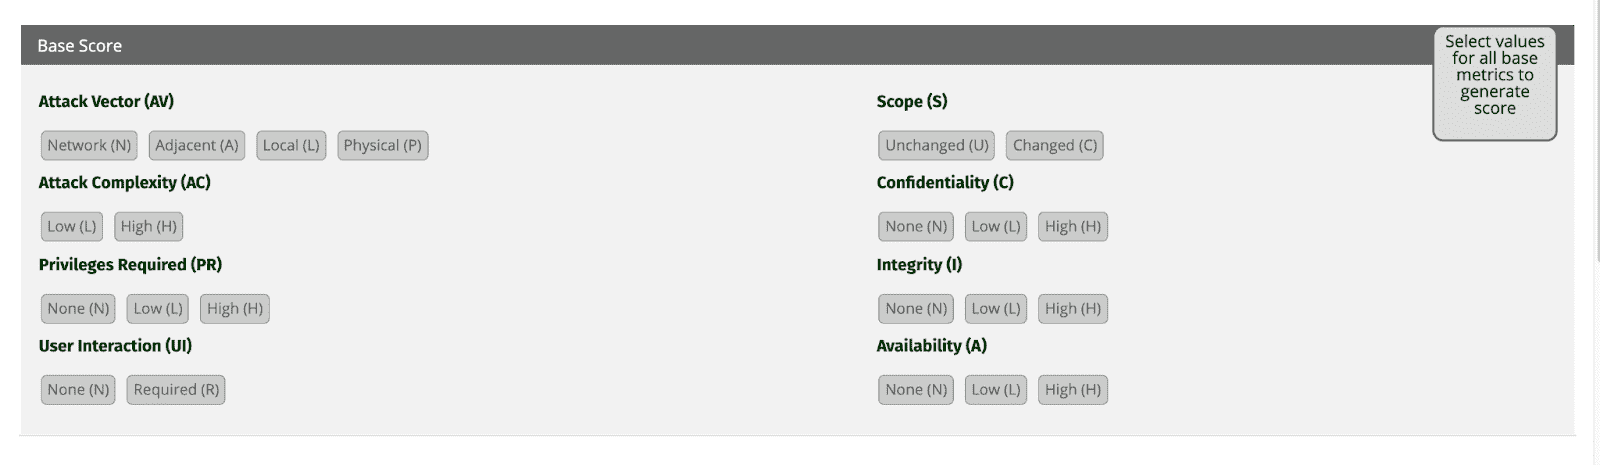 Base Score
Select values
for all base
metrics to
generate
score
Attack Vector (AV)
Network (N) Adjacent (A) Local (L) Physical (P)
Attack Complexity (AC)
Low (L) High (H)
Privileges Required (PR)
None (N) Low (L) High (H)
User Interaction (UI)
None (N) Required (R)
Scope (S)
Unchanged (U) Changed (C)
Confidentiality (C)
None (N) Low (L) High (H)
Integrity (I)
None (N) Low (L) High (H)
Availability (A)
None (N) Low (L) High (H)